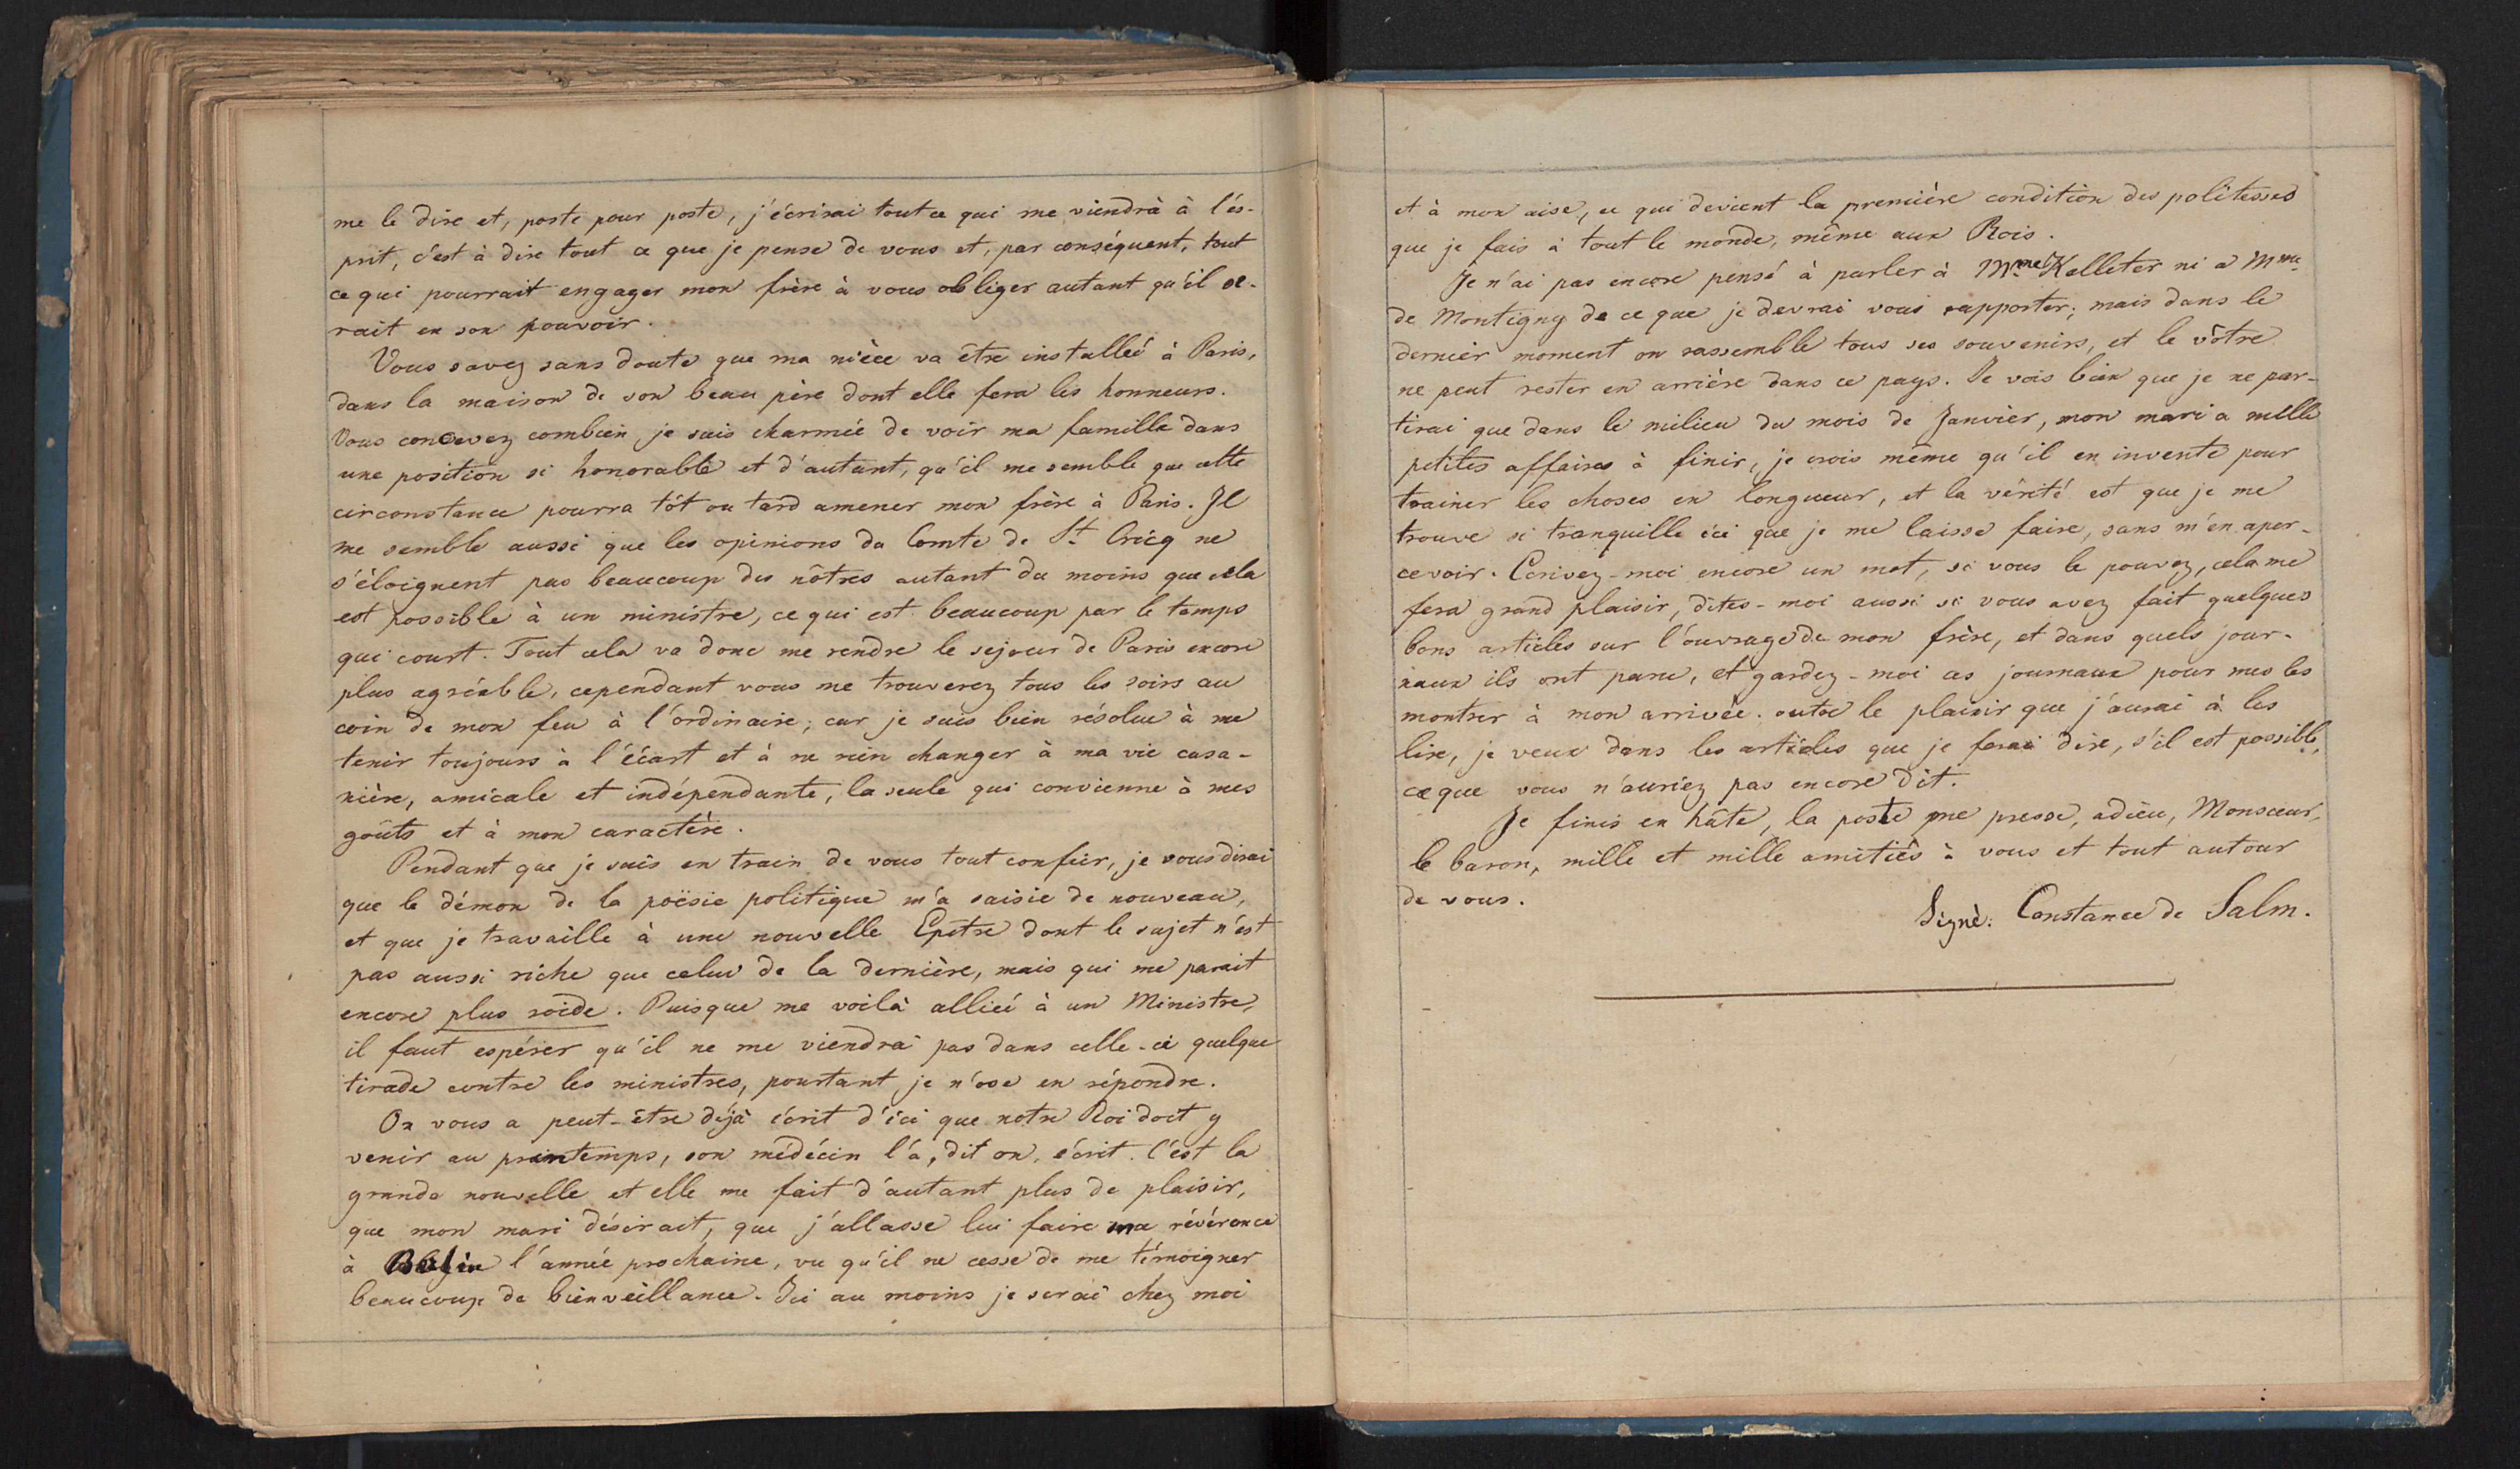 me le dire et, poste pour poste, j'écrirai tout ce qui me viendrà à l'és-
prit, c'est à dire tout ce que je pense de vous et, par conséquent, tout
ce qui pourrait engager mon frère à vous obliger autant qu'il se-
rait en son pouvoir.
Vous savez sans doute que ma nièce va être installeé à Paris,
dans la maison de son beau père dont elle fera les honneurs.
Vous concevez combien je suis charmeé de voir ma famille dans
une position si honorable et d'autant, qu'il me semble que cette
circonstance pourra tôt ou tard amener mon frère à Paris. Il
me semble aussi que les opinions du Comte de St. Cricq ne
s'éloignent pas beaucoup des nôtres autant du moins que cela
est possible à un ministre, ce qui est beaucoup par le temps
qui court. Tout cela va donc me rendre le sejour de Paris encore
plus agréable, cependant vous me trouverez tous les soirs au
coin de mon feu à l'ordinaire; car je suis bien résolue à me
tenir toujours à l'écart et à ne rien changer à ma vie casa-
nière, amicale et indépendante, la seule qui convienne à mes
goûts et à mon caractère.
Pendant que je suis en train de vous tout confier, je vous dirai
que le démon de la poësie politique m'a saisie de nouveau,
et que je travaille à une nouvelle Epitre dont le sujet n'est
pas aussi riche que celui de la dernière, mais qui me parait
encore plus roide. Puisque me voilà allieé à un Ministre,
il faut espérer qu'il ne me viendra pas dans celle-ci quelque
tirade contre les ministres, pourtant je n'ose en répondre.
On vous a peut-être déjà écrit d'ici que notre Roi doit y
venir au printemps, son médécin l'a, dit on, écrit. C'est la
grande nouvelle et elle me fait d'autant plus de plaisir,
que mon mari désirait, que j'allasse lui faire ma révérence
à Berlin l'année prochaine, vu qu'il ne cesse de me témoigner
beaucoup de bienveillance. Ici au moins je serai chez moi
et à mon aise, ce qui devient la première condition des politesses
que je fais à tout le monde, même aux Rois.
Je n'ai pas encore pensé à parler à Mme Kelleter ni a Mme
de Montigny de ce que je devrai vous rapporter; mais dans le
dernier moment on rassemble tous ses souvenirs, et le vôtre
ne peut rester en arrière dans ce pays. Je vois bien que je ne par-
tirai que dans le milieu du mois de Janvier, mon mari a mille
petites affaires à finir, je crois même qu'il en invente pour
trainer les choses en longueur, et la vérité est que je me
trouve si tranquille ici que je me laisse faire, sans m'en aper-
cevoir. Ecrivez-moi encore un mot, si vous le pouvez, cela me
fera grand plaisir, dites-moi aussi si vous avez fait quelques
bons articles sur l'ouvrage de mon frère, et dans quels jour-
naux ils ont paru, et gardez-moi ces journaux pour mes les
montrer à mon arrivée. outre le plaisir que j'aurai à les
lire, je veux dans les articles que je ferai dire, s'il est possible,
ce que vous n'auriez pas encore dit.
Je finis en hâte, la poste me presse, adieu, Monsieur,
le baron, mille et mille amitiés à vous et tout autour
de vous.
Signé: Constance de Salm.